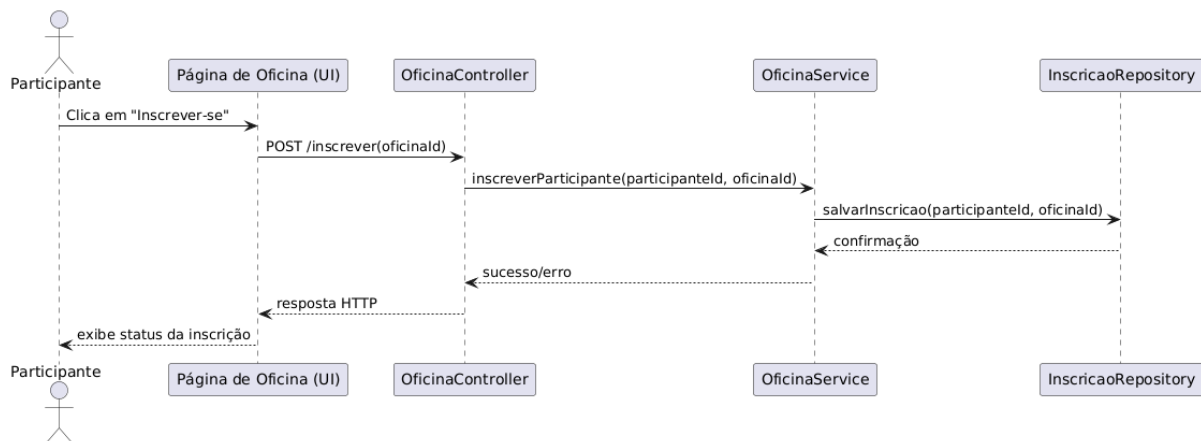 Participante
Página de Oficina (UI)
OficinaController
OficinaService
InscricaoRepository
Clica em "Inscrever-se"
POST /inscrever(oficinaId)
inscreverParticipante(participanteId, oficinaId)
salvarInscricao(participanteId, oficinaId)
confirmação
sucesso/erro
resposta HTTP
exibe status da inscrição
Participante
Página de Oficina (UI)
OficinaController
OficinaService
InscricaoRepository